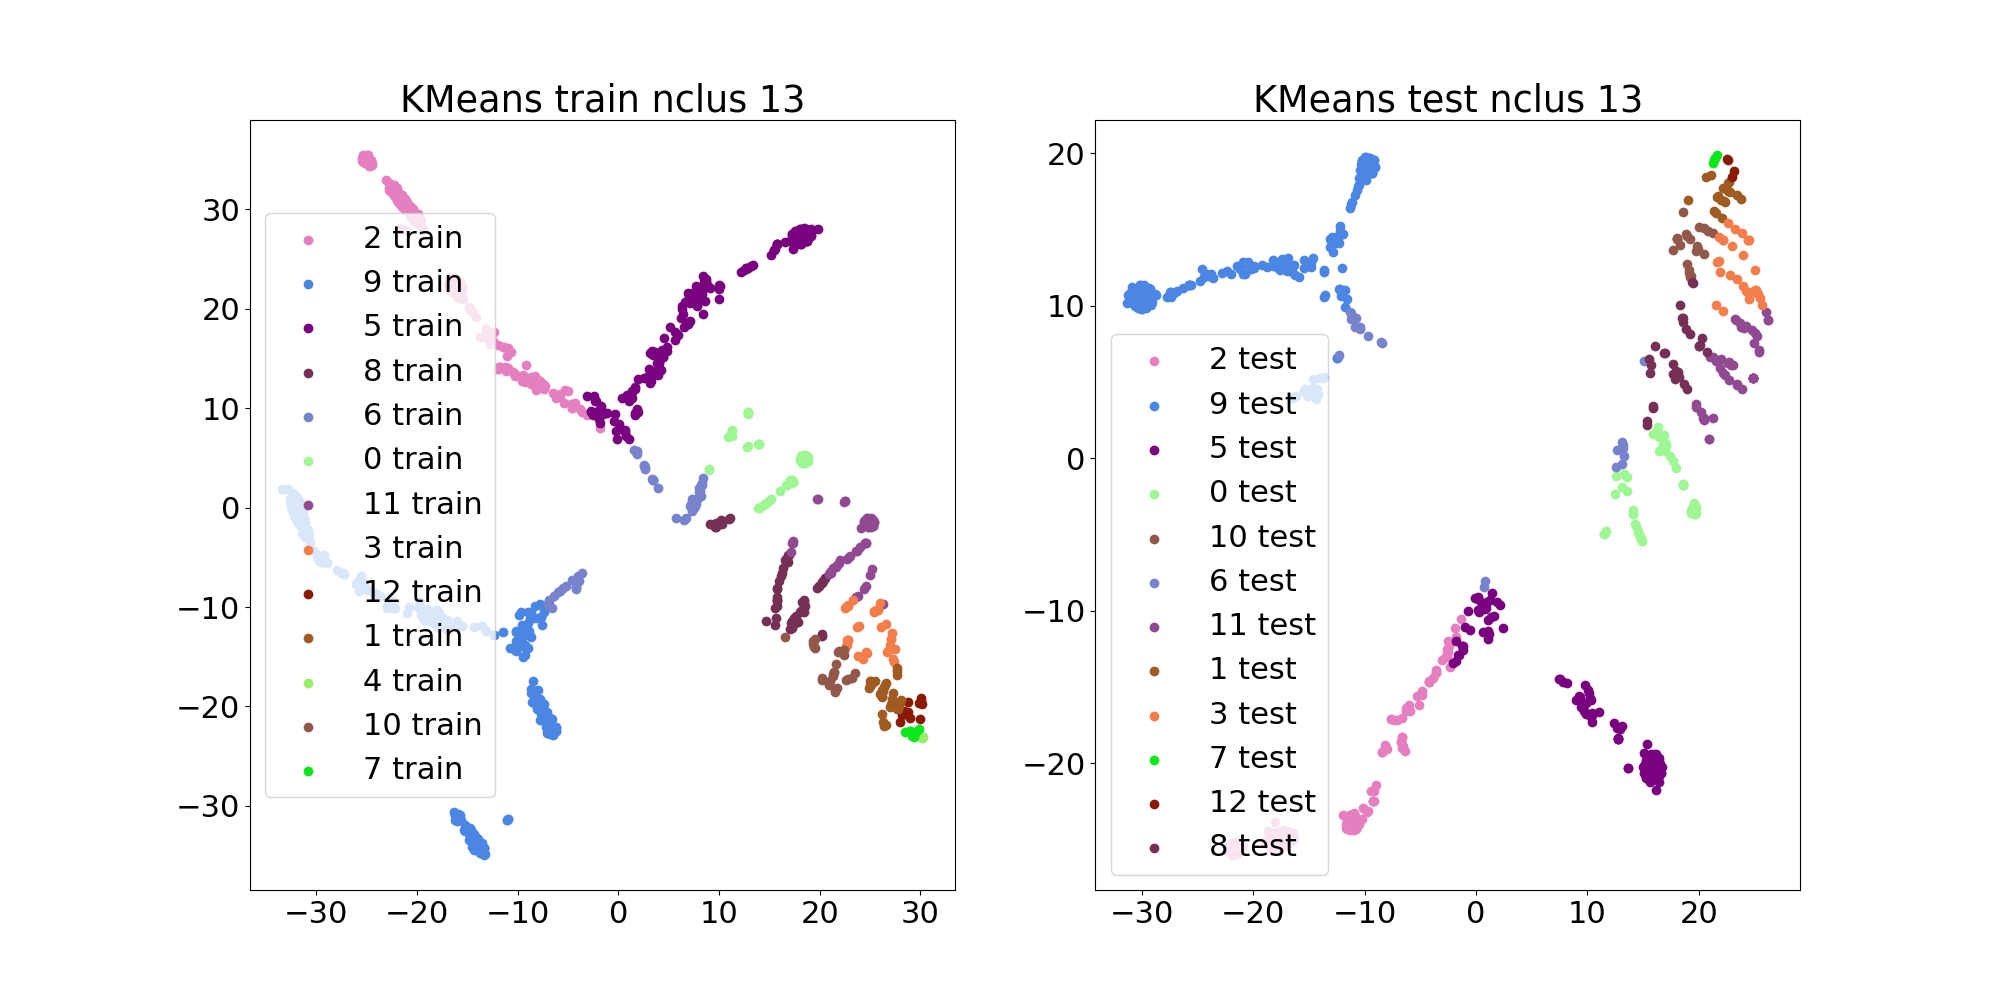 KMeans train nclus 13
30
20
10
0
−10
−20
−30
2 train
9 train
5 train
8 train
6 train
0 train
11 train
3 train
12 train
1 train
4 train
10 train
7 train
−30 −20 −10 0 10 20 30
KMeans test nclus 13
20
10
0
−10
−20
2 test
9 test
5 test
0 test
10 test
6 test
11 test
1 test
3 test
7 test
12 test
8 test
−30 −20 −10 0 10 20